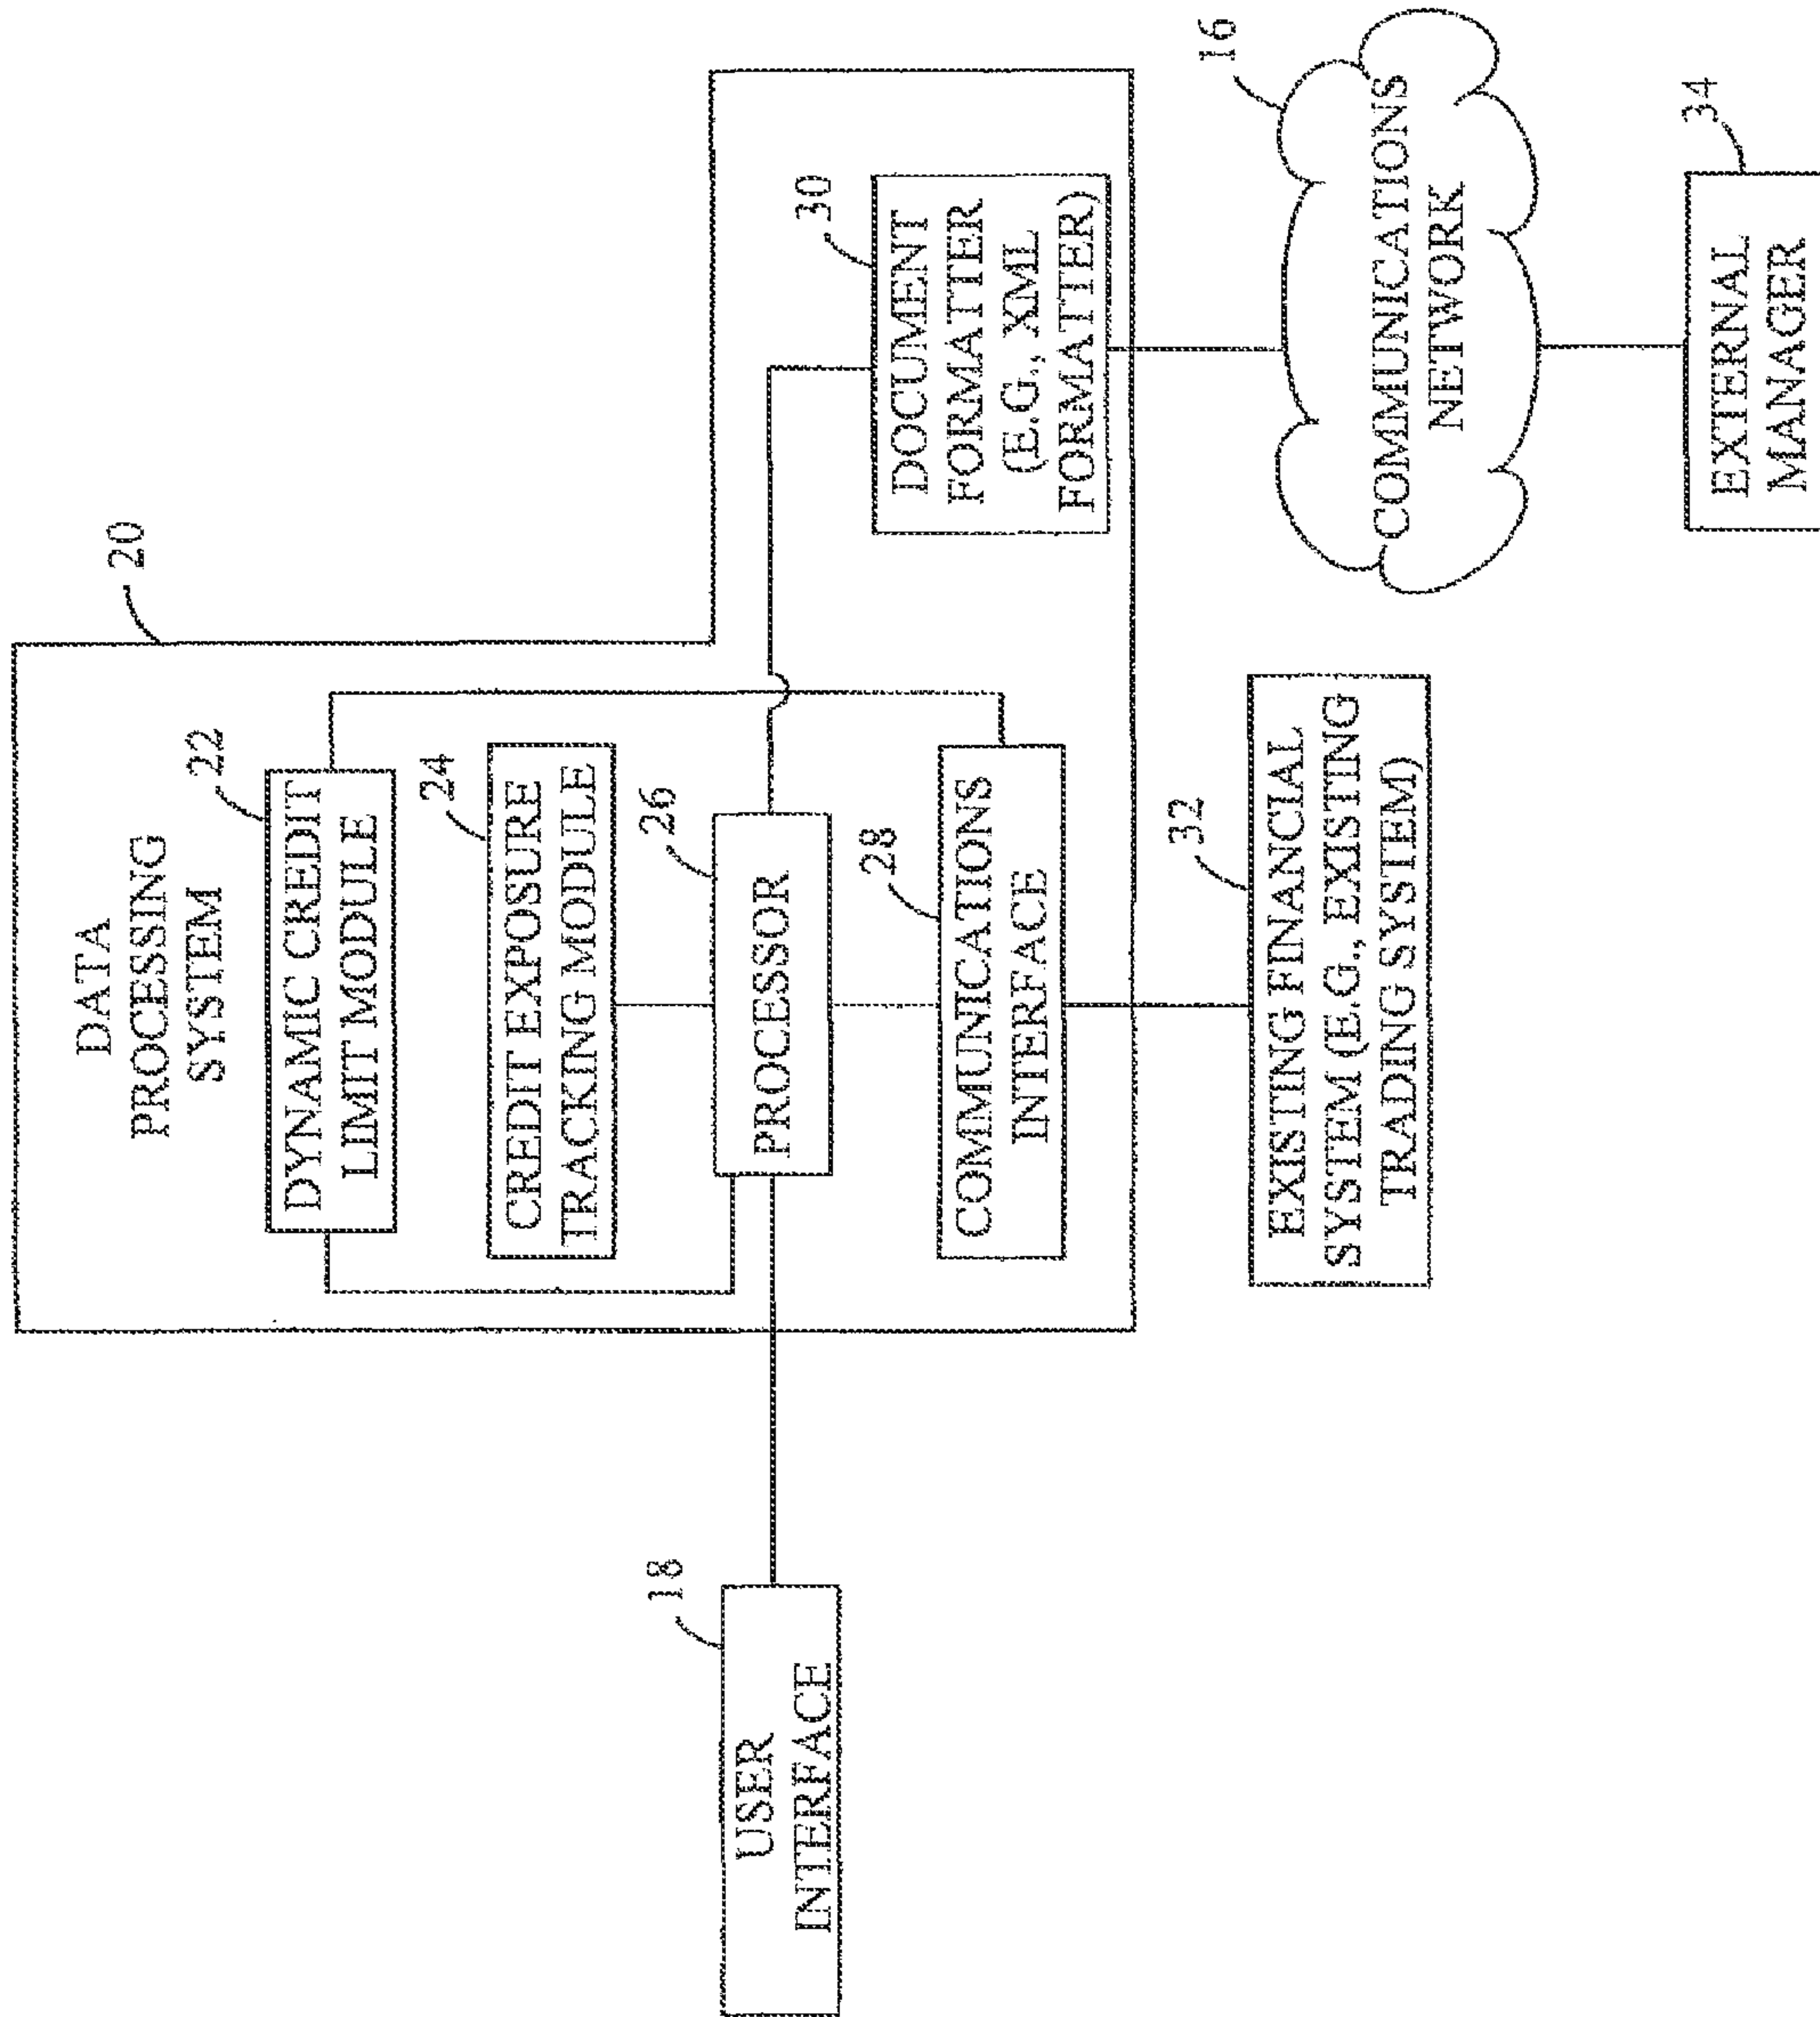 20
DATA
PROCESSING
SYSTEM
22
DYNAMIC CREDIT
LIMIT MODULE
24
CREDIT EXPOSURE
TRACKING MODULE
18
USER
INTERFACE
26
PROCESSOR
30
DOCUMENT
FORMATTER
(E.G., XML
FORMATTER)
28
COMMUNICATIONS
INTERFACE
32
EXISTING FINANCIAL
SYSTEM (E.G., EXISTING
TRADING SYSTEM)
16
COMMUNICATIONS
NETWORK
34
EXTERNAL
MANAGER